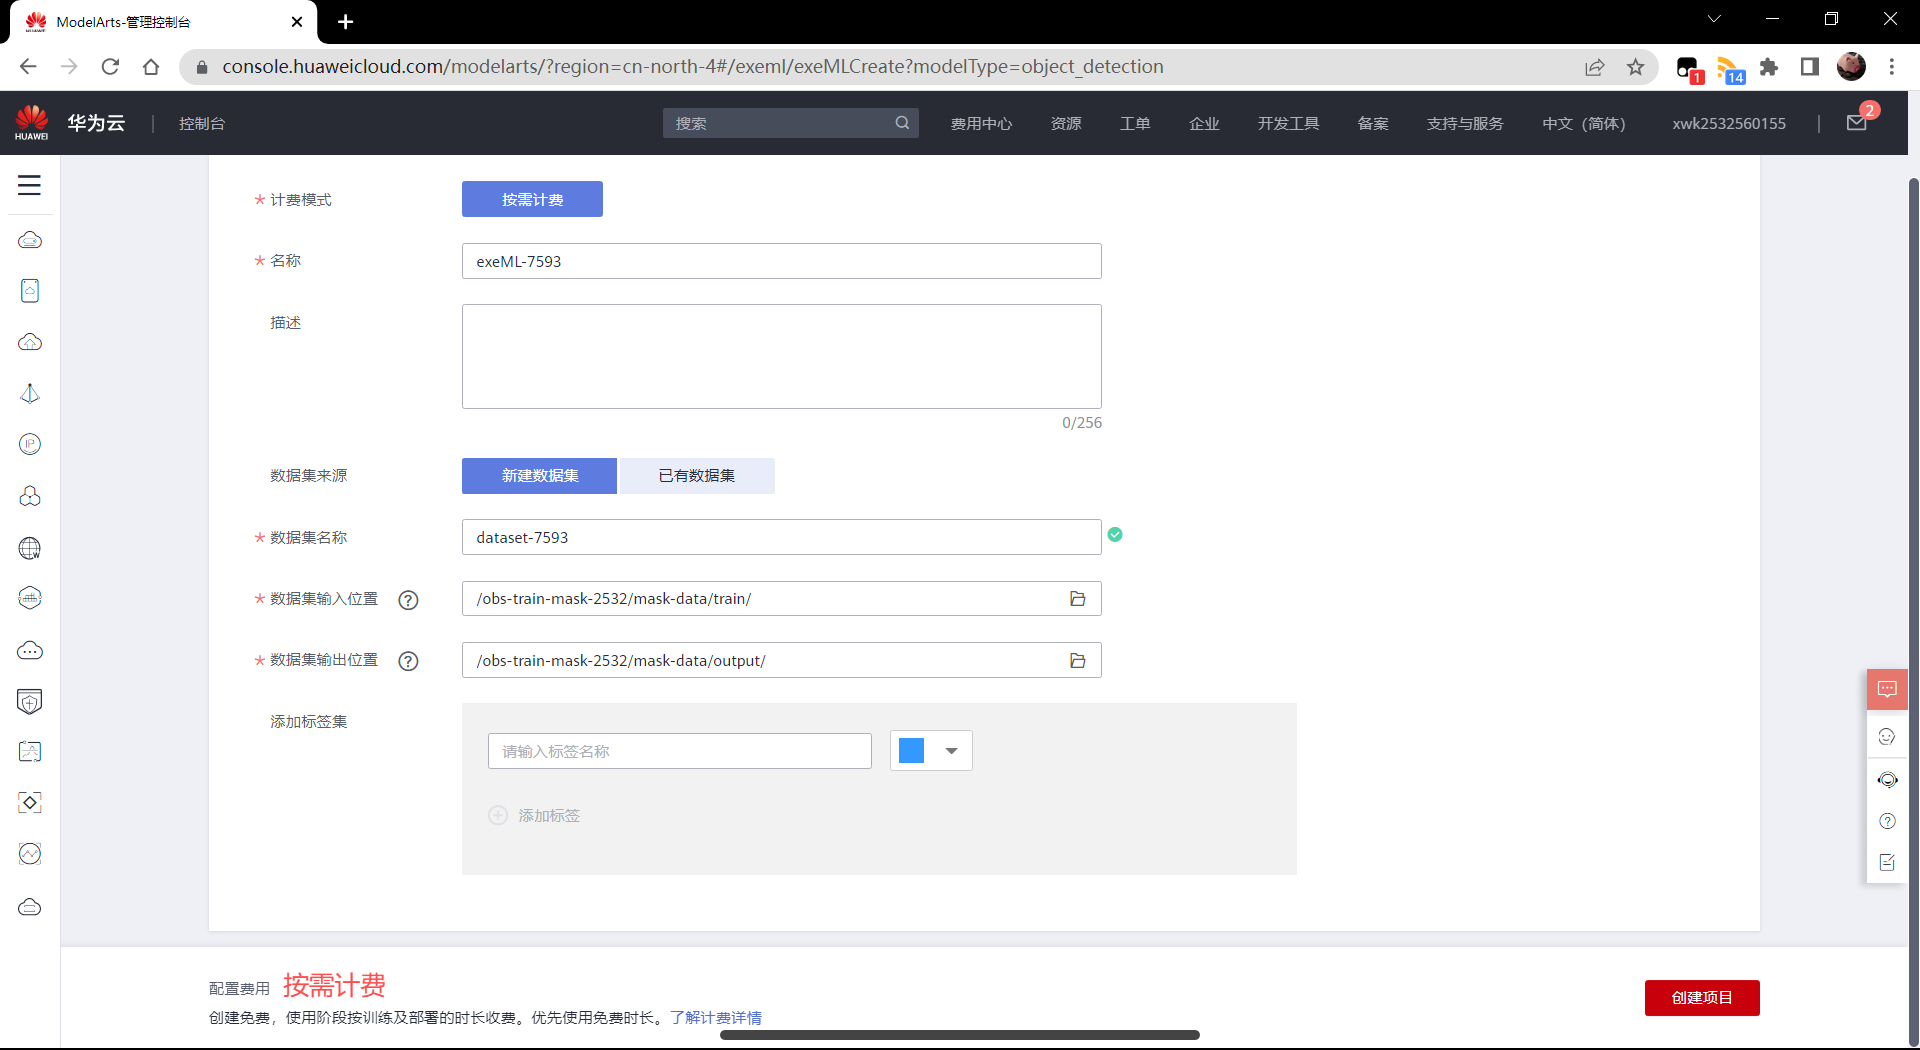 ModelArts-管理控制台
console.huaweicloud.com/modelarts/?region=cn-north-4#/exeml/exeMLCreate?modelType=object_detection
1
14
HUAWEI
华为云
控制台
搜索
费用中心
资源
工单
企业
开发工具
备案
支持与服务
中文（简体）
xwk2532560155
2
* 计费模式
按需计费
* 名称
exeML-7593
描述
0/256
数据集来源
新建数据集
已有数据集
* 数据集名称
dataset-7593
* 数据集输入位置
/obs-train-mask-2532/mask-data/train/
* 数据集输出位置
/obs-train-mask-2532/mask-data/output/
添加标签集
请输入标签名称
添加标签
配置费用 按需计费
创建免费，使用阶段按训练及部署的时长收费。优先使用免费时长。了解计费详情
创建项目
IP